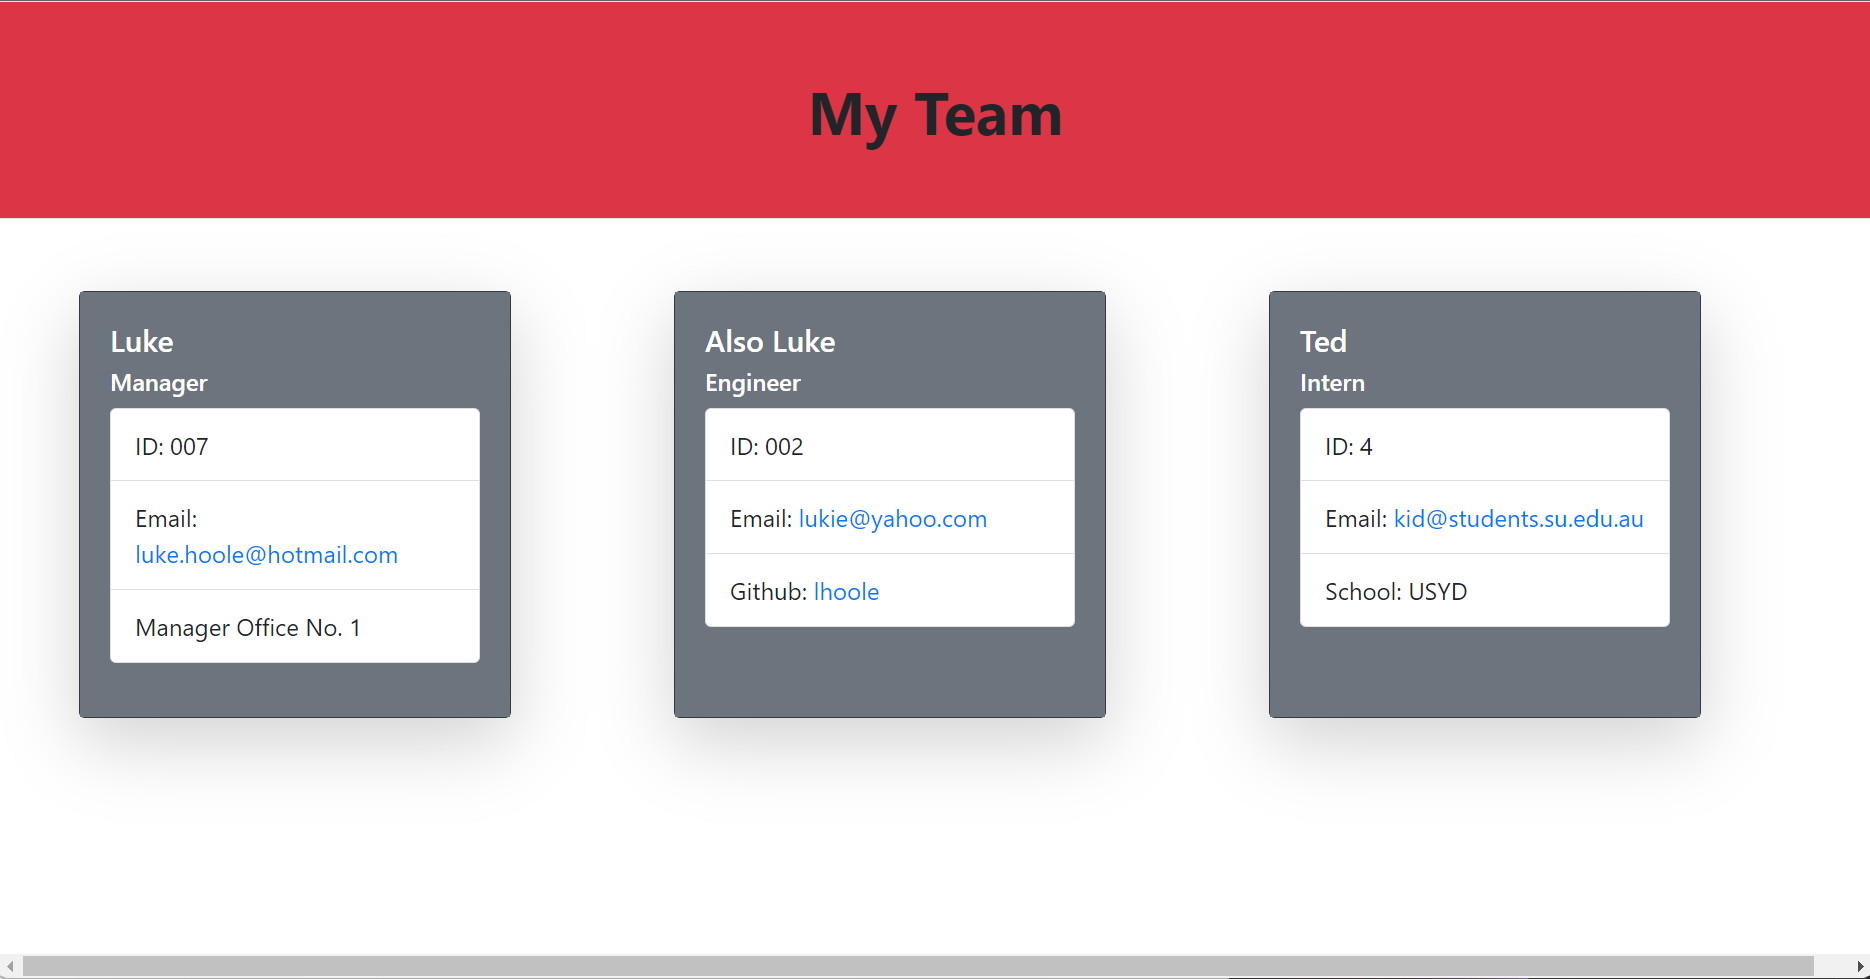 My Team
Luke
Manager
ID: 007
Email:
luke.hoole@hotmail.com
Manager Office No. 1
Also Luke
Engineer
ID: 002
Email: lukie@yahoo.com
Github: lhoole
Ted
Intern
ID: 4
Email: kid@students.su.edu.au
School: USYD